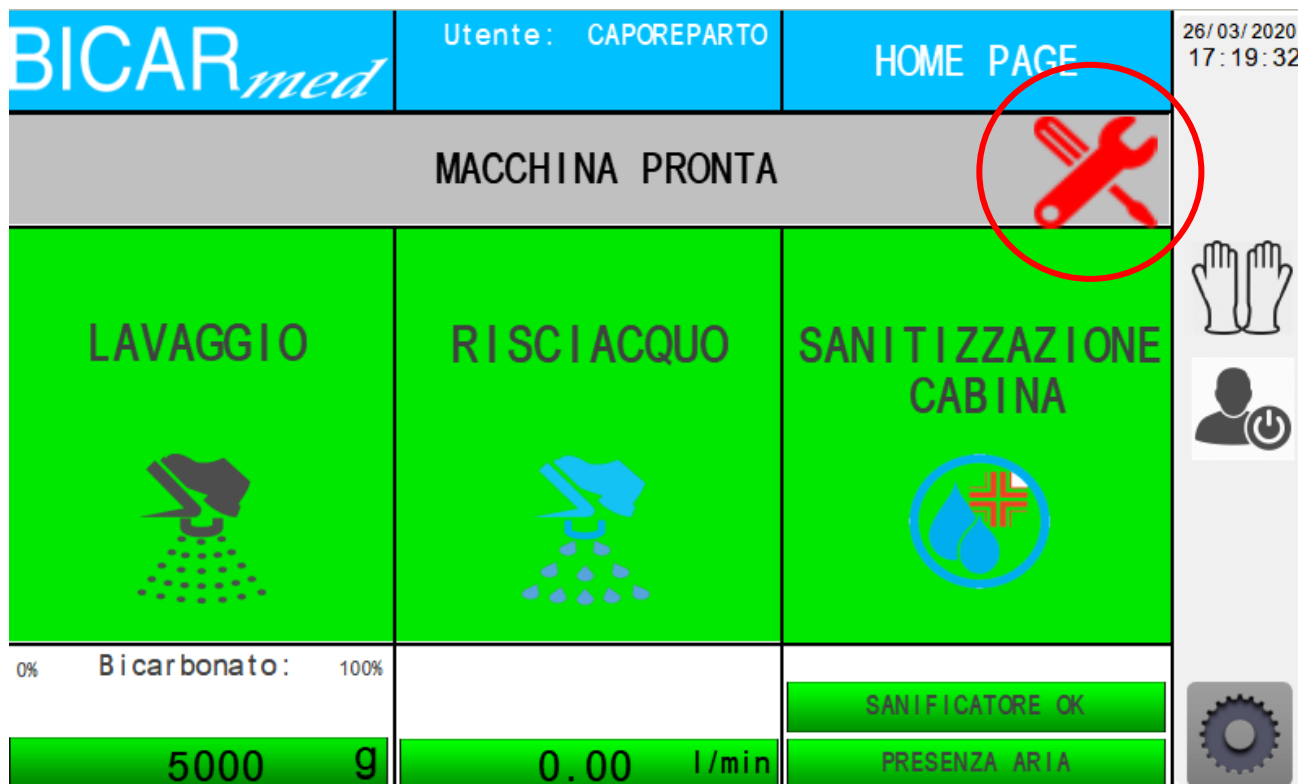 BICARmed
Utente: CAPOREPARTO
HOME PAGE
26/03/2020
17:19:32
MACCHINA PRONTA
LAVAGGIO
RISCIACQUO
SANITIZZAZIONE
CABINA
0% Bicarbonato: 100%
5000 g
0.00 l/min
SANIFICATORE OK
PRESENZA ARIA